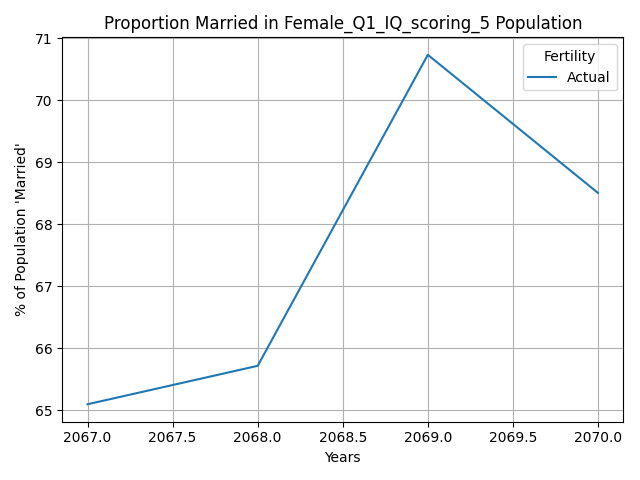 Proportion Married in Female_Q1_IQ_scoring_5 Population
% of Population 'Married'
71
70
69
68
67
66
65
Fertility
Actual
2067.0 2067.5 2068.0 2068.5 2069.0 2069.5 2070.0
Years